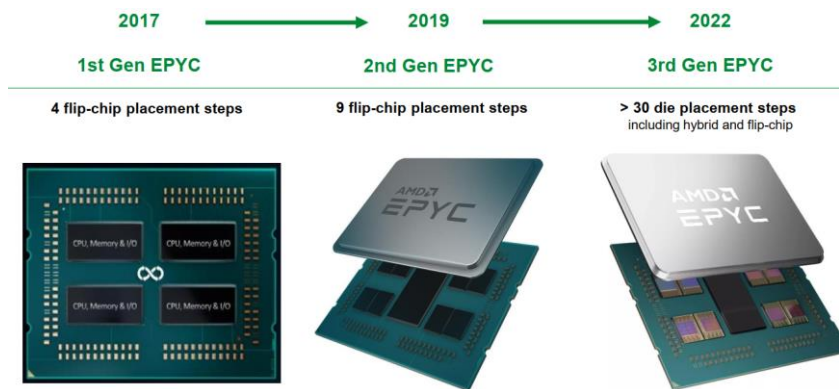 2017
2019
2022
1st Gen EPYC
2nd Gen EPYC
3rd Gen EPYC
4 flip-chip placement steps
9 flip-chip placement steps
> 30 die placement steps
including hybrid and flip-chip
CPU, Memory & I/O
CPU, Memory & I/O
CPU, Memory & I/O
CPU, Memory & I/O
AMD
EPYC
AMD
EPYC